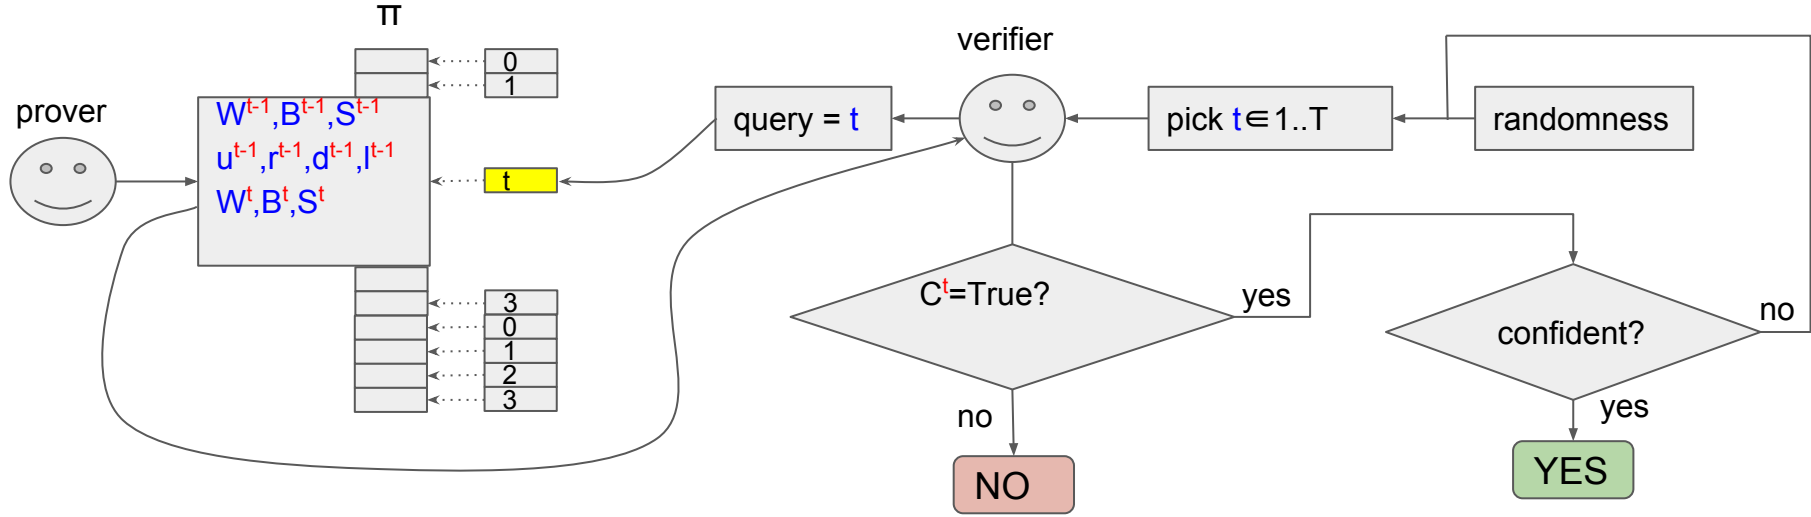 π
prover
0
1
W^t-1,B^t-1,S^t-1
u^t-1,r^t-1,d^t-1,l^t-1
W^t,B^t,S^t
t
3
0
1
2
3
query = t
verifier
pick t∈1..T
randomness
C^t=True?
yes
no
NO
confident?
no
yes
YES